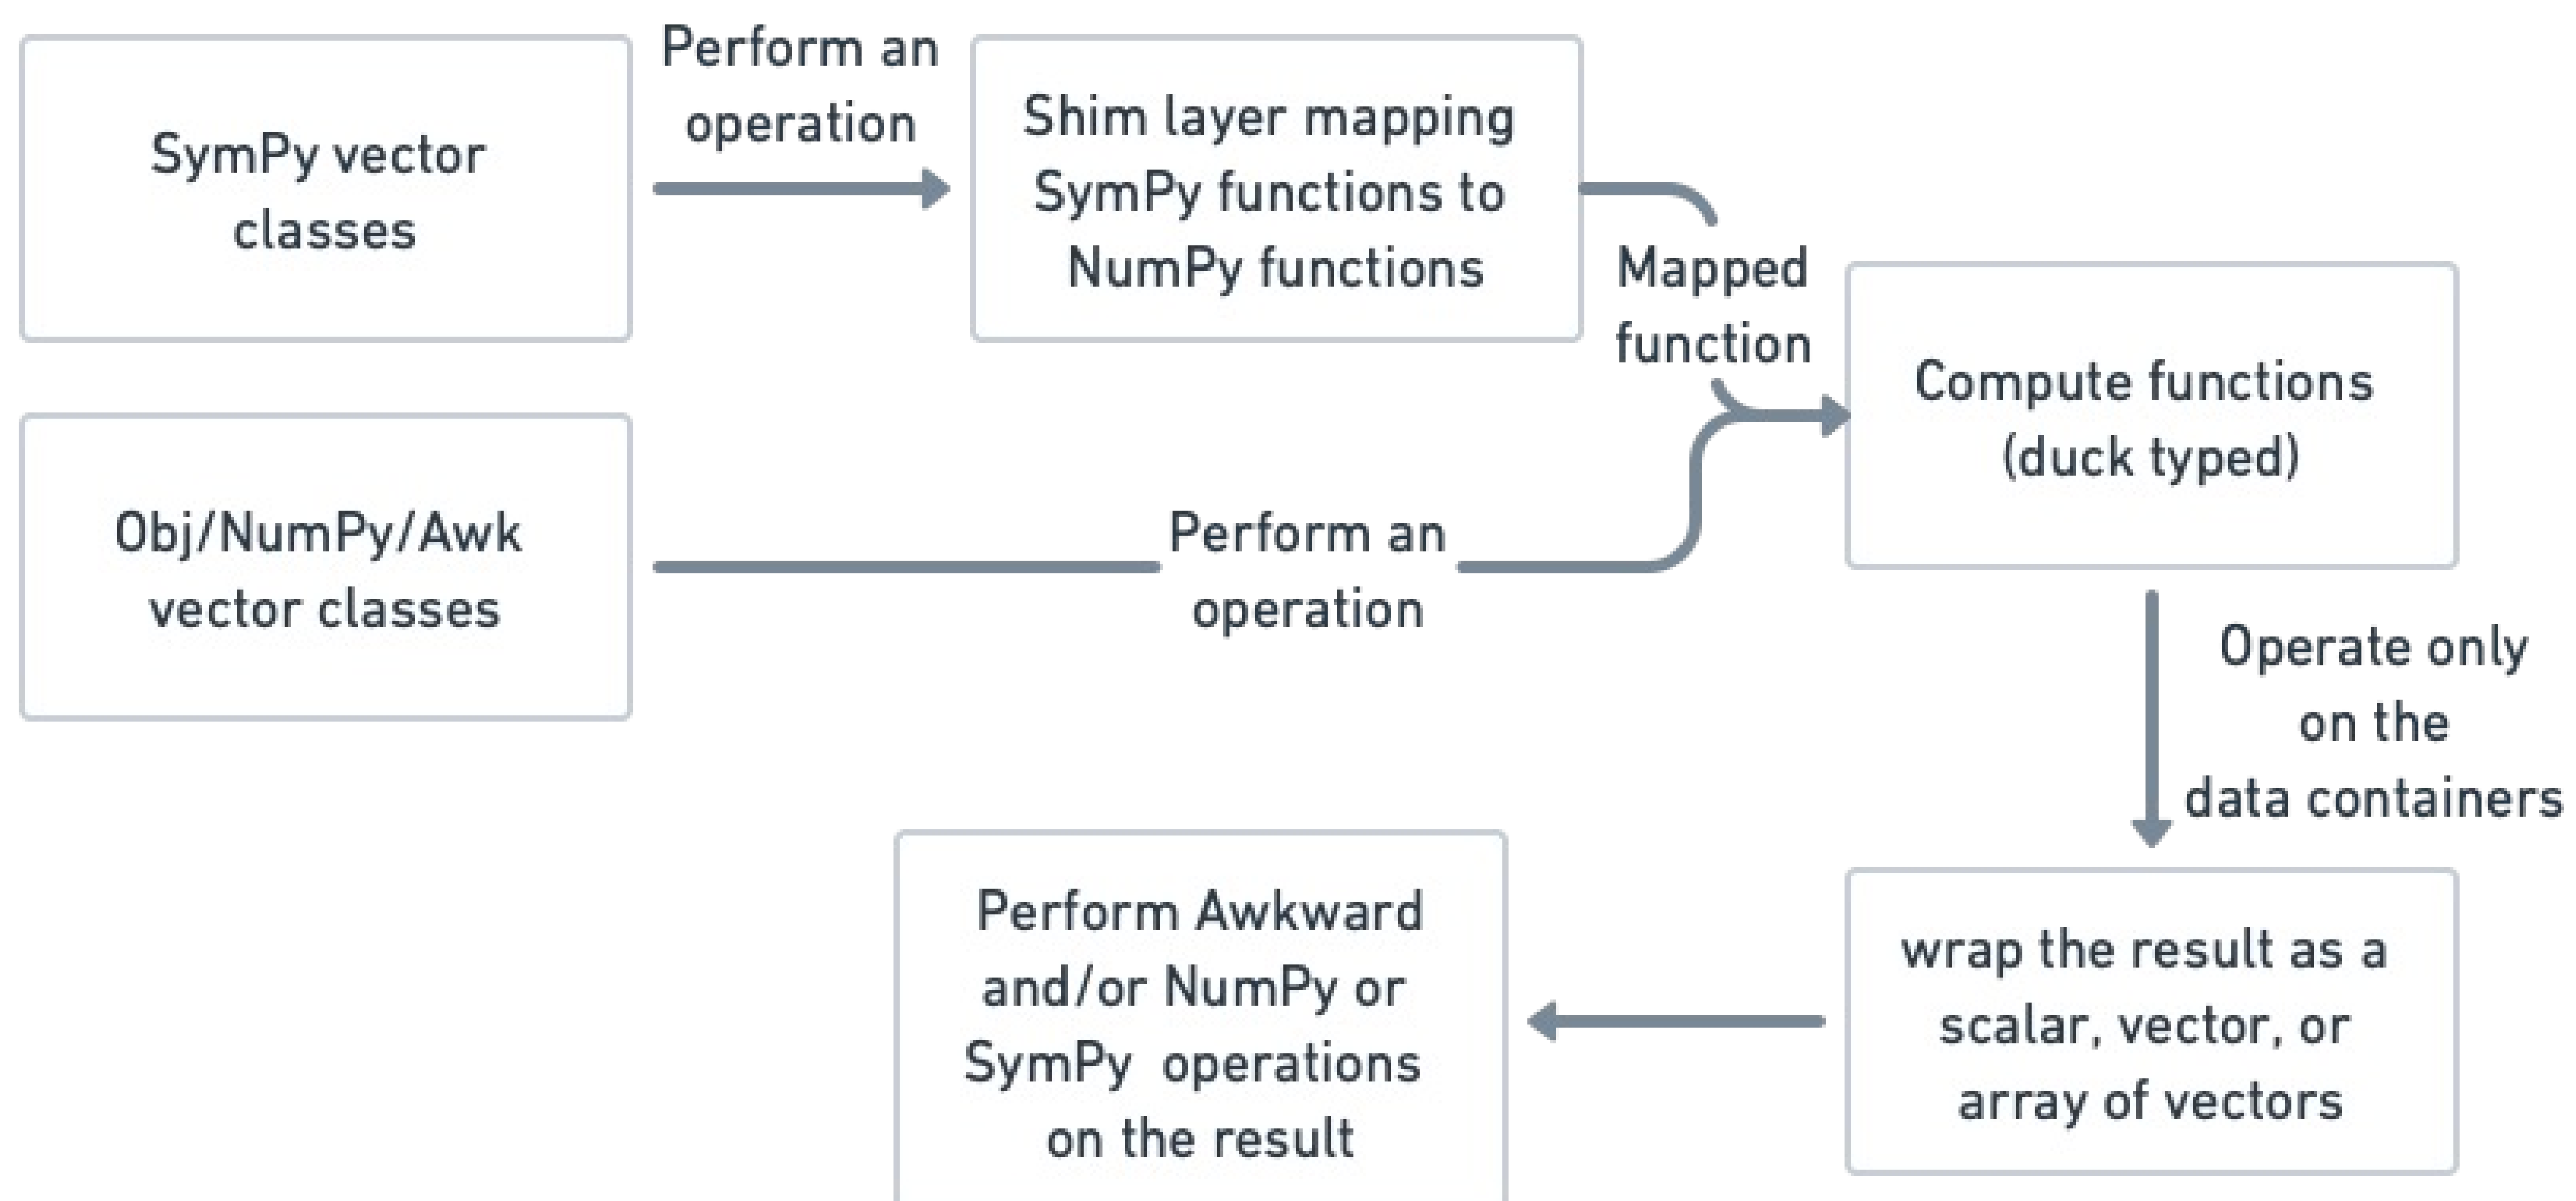 SymPy vector
classes
Perform an
operation
Shim layer mapping
SymPy functions to
NumPy functions
Mapped
function
Obj/NumPy/Awk
vector classes
Perform an
operation
Compute functions
(duck typed)
Operate only
on the
data containers
wrap the result as a
scalar, vector, or
array of vectors
Perform Awkward
and/or NumPy or
SymPy  operations
on the result